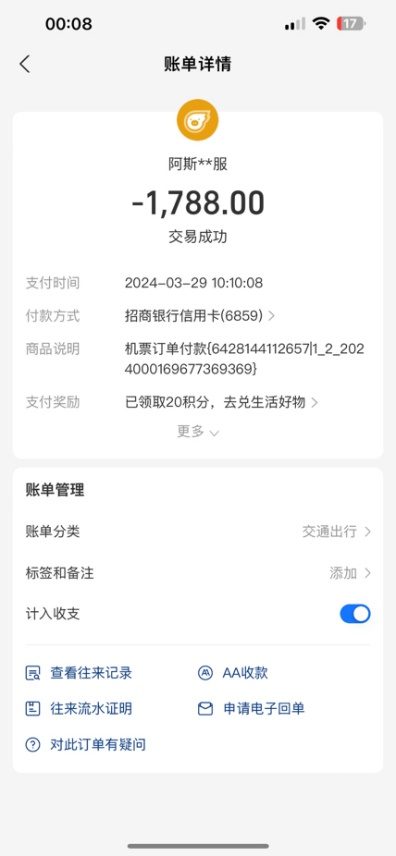 00:08
17
账单详情
阿斯**服
-1,788.00
交易成功
支付时间 2024-03-29 10:10:08
付款方式 招商银行信用卡(6859)
商品说明 机票订单付款{6428144112657|1_2_202
4000169677369369}
支付奖励 已领取20积分，去兑生活好物
更多
账单管理
账单分类 交通出行
标签和备注 添加
计入收支
查看往来记录 AA收款
往来流水证明 申请电子回单
对此订单有疑问